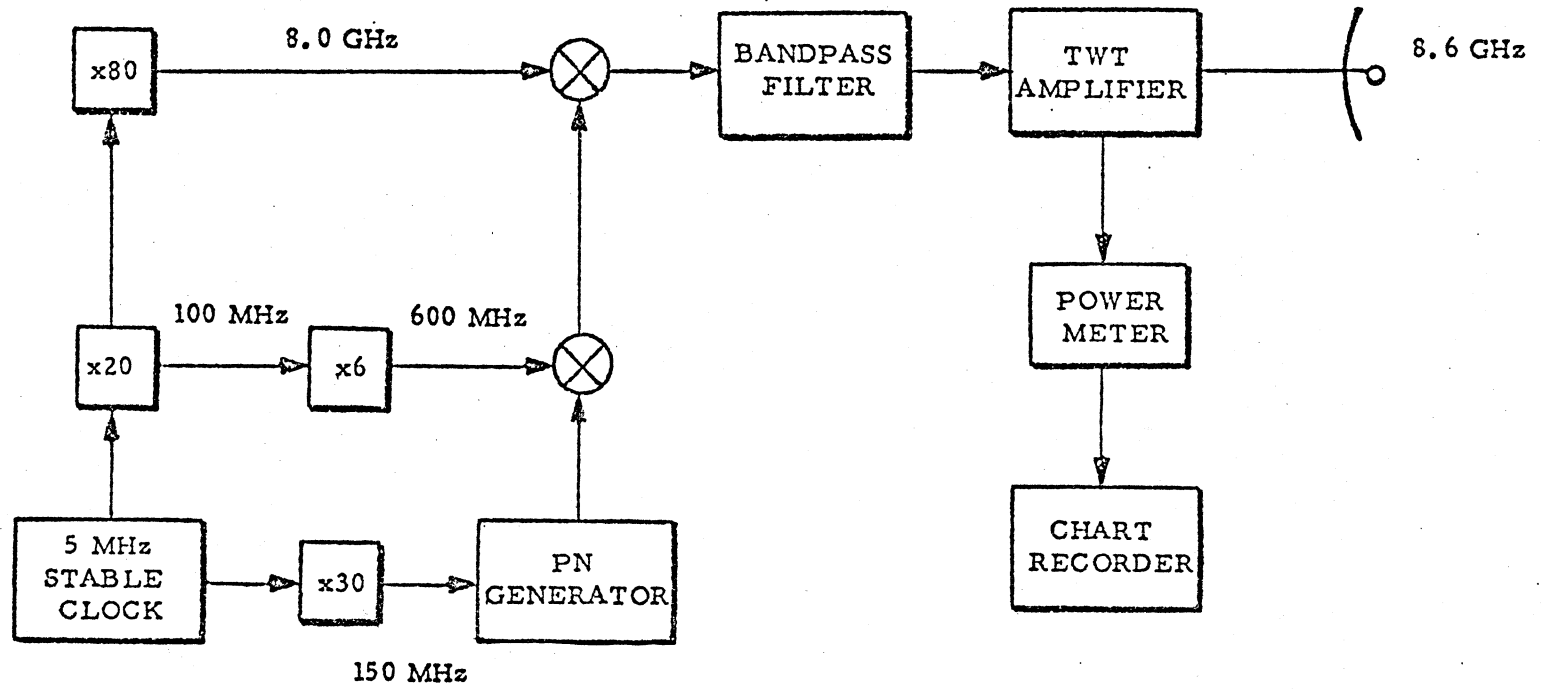 8.0 GHz
x80
BANDPASS
FILTER
TWT
AMPLIFIER
8.6 GHz
100 MHz
600 MHz
x20
x6
POWER
METER
5 MHz
STABLE
CLOCK
x30
PN
GENERATOR
CHART
RECORDER
150 MHz